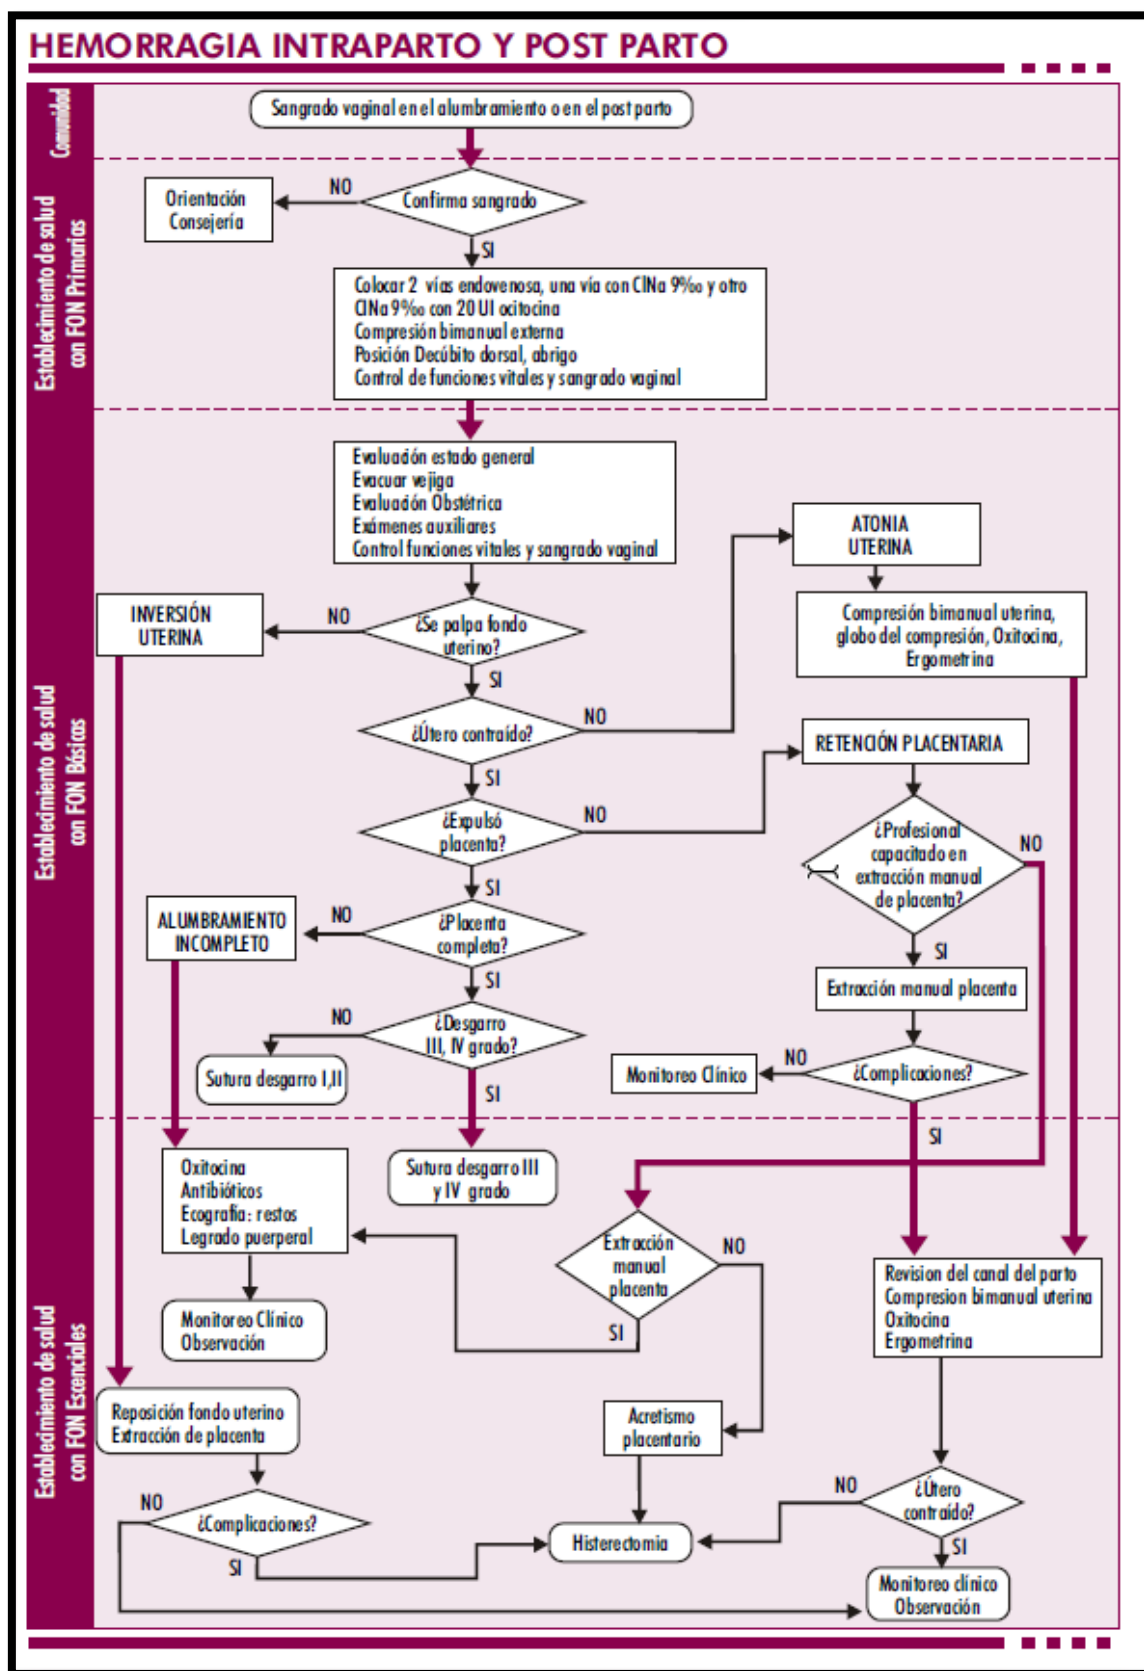 HEMORRAGIA INTRAPARTO Y POST PARTO
Comunidad
Sangrado vaginal en el alumbramiento o en el post parto
Establecimiento de salud
con FON Primarias
Confirma sangrado
NO
Orientación
Consejería
SI
Colocar 2 vías endovenosa, una vía con ClNa 9‰ y otro
ClNa 9‰ con 20 UI ocitocina
Compresión bimanual externa
Posición Decúbito dorsal, abrigo
Control de funciones vitales y sangrado vaginal
Establecimiento de salud
con FON Básicas
Evaluación estado general
Evacuar vejiga
Evaluación Obstétrica
Exámenes auxiliares
Control funciones vitales y sangrado vaginal
ATONIA
UTERINA
Compresión bimanual uterina,
globo del compresión, Oxitocina,
Ergometrina
INVERSIÓN
UTERINA
NO
¿Se palpa fondo
uterino?
SI
¿Útero contraído?
NO
SI
RETENCIÓN PLACENTARIA
¿Expulsó
placenta?
NO
SI
¿Profesional
capacitado en
extracción manual
de placenta?
NO
SI
ALUMBRAMIENTO
INCOMPLETO
NO
¿Placenta
completa?
SI
Extracción manual placenta
NO
¿Desgarro
III, IV grado?
SI
Sutura desgarro I,II
Monitoreo Clínico
NO
¿Complicaciones?
SI
Establecimiento de salud
con FON Escenciales
Oxitocina
Antibióticos
Ecografía: restos
Legrado puerperal
Sutura desgarro III
y IV grado
Extracción
manual
placenta
NO
SI
Revision del canal del parto
Compresion bimanual uterina
Oxitocina
Ergometrina
Monitoreo Clínico
Observación
Reposición fondo uterino
Extracción de placenta
Acretismo
placentario
NO
¿Complicaciones?
SI
Histerectomia
NO
¿Útero
contraído?
SI
Monitoreo clínico
Observación